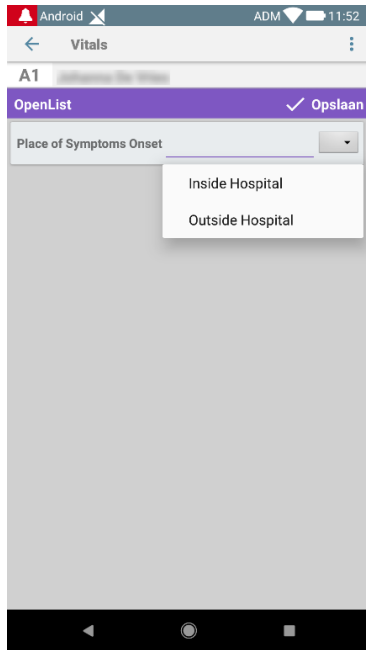 Android ADM 11:52
Vitals
A1
OpenList Opslaan
Place of Symptoms Onset
Inside Hospital
Outside Hospital